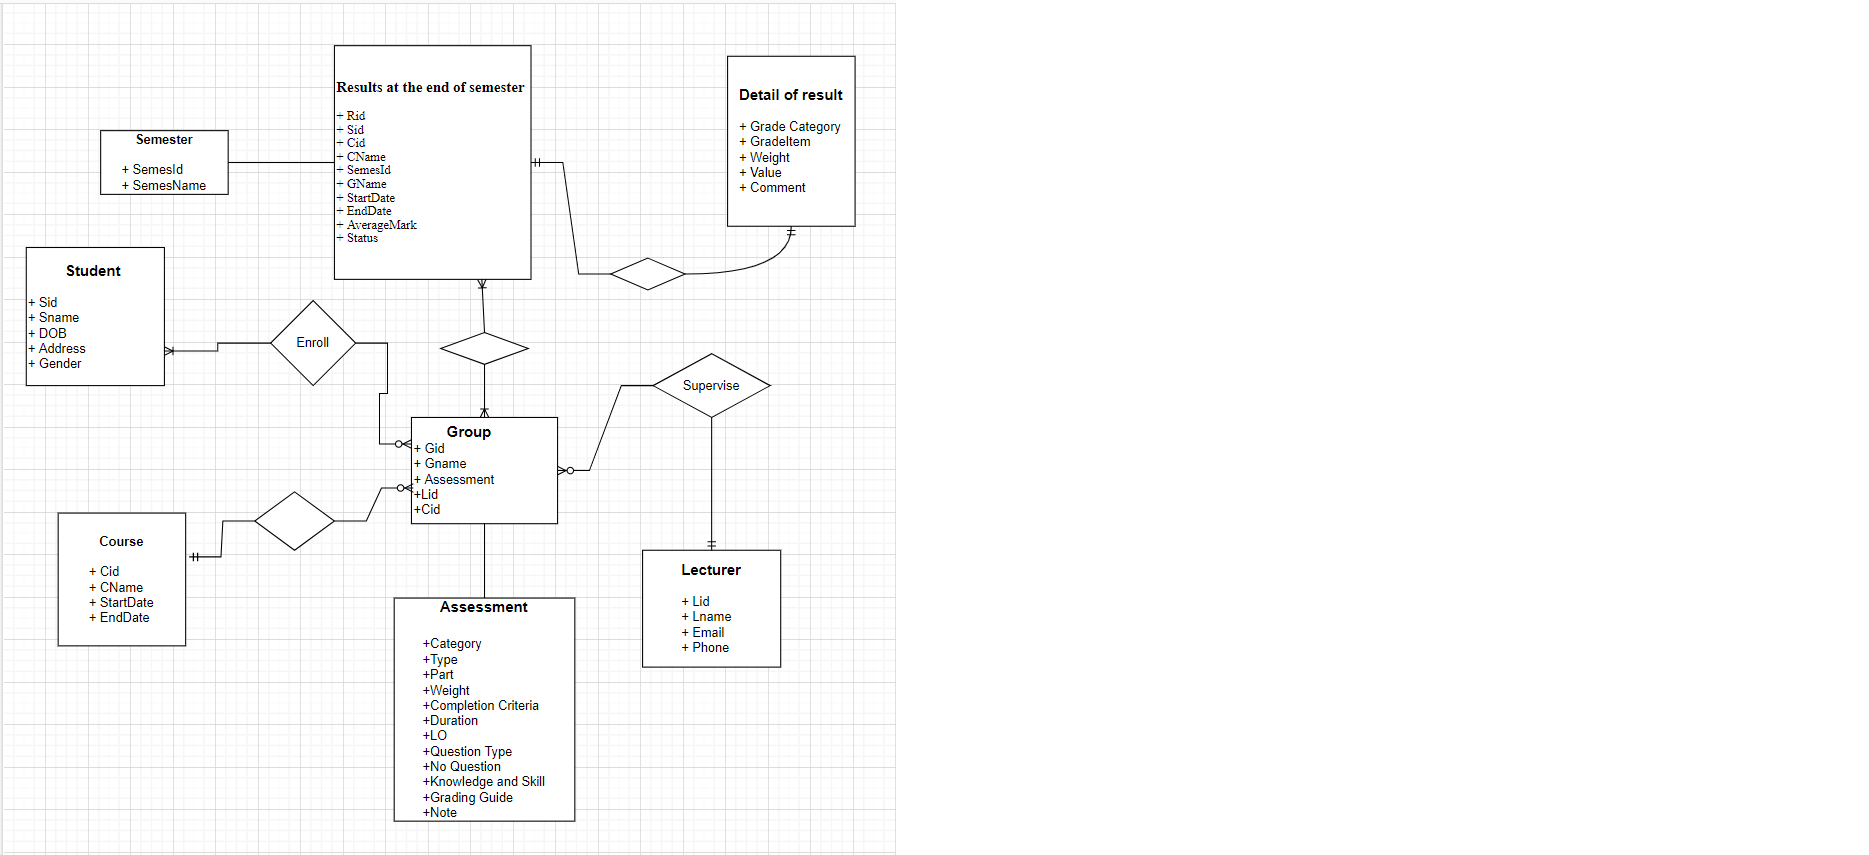 Results at the end of semester
+ Rid
+ Sid
+ Cid
+ CName
+ SemesId
+ GName
+ StartDate
+ EndDate
+ AverageMark
+ Status
Detail of result
+ Grade Category
+ GradeItem
+ Weight
+ Value
+ Comment
Semester
+ SemesId
+ SemesName
Student
+ Sid
+ Sname
+ DOB
+ Address
+ Gender
Enroll
Supervise
Group
+ Gid
+ Gname
+ Assessment
+Lid
+Cid
Course
+ Cid
+ CName
+ StartDate
+ EndDate
Lecturer
+ Lid
+ Lname
+ Email
+ Phone
Assessment
+Category
+Type
+Part
+Weight
+Completion Criteria
+Duration
+LO
+Question Type
+No Question
+Knowledge and Skill
+Grading Guide
+Note